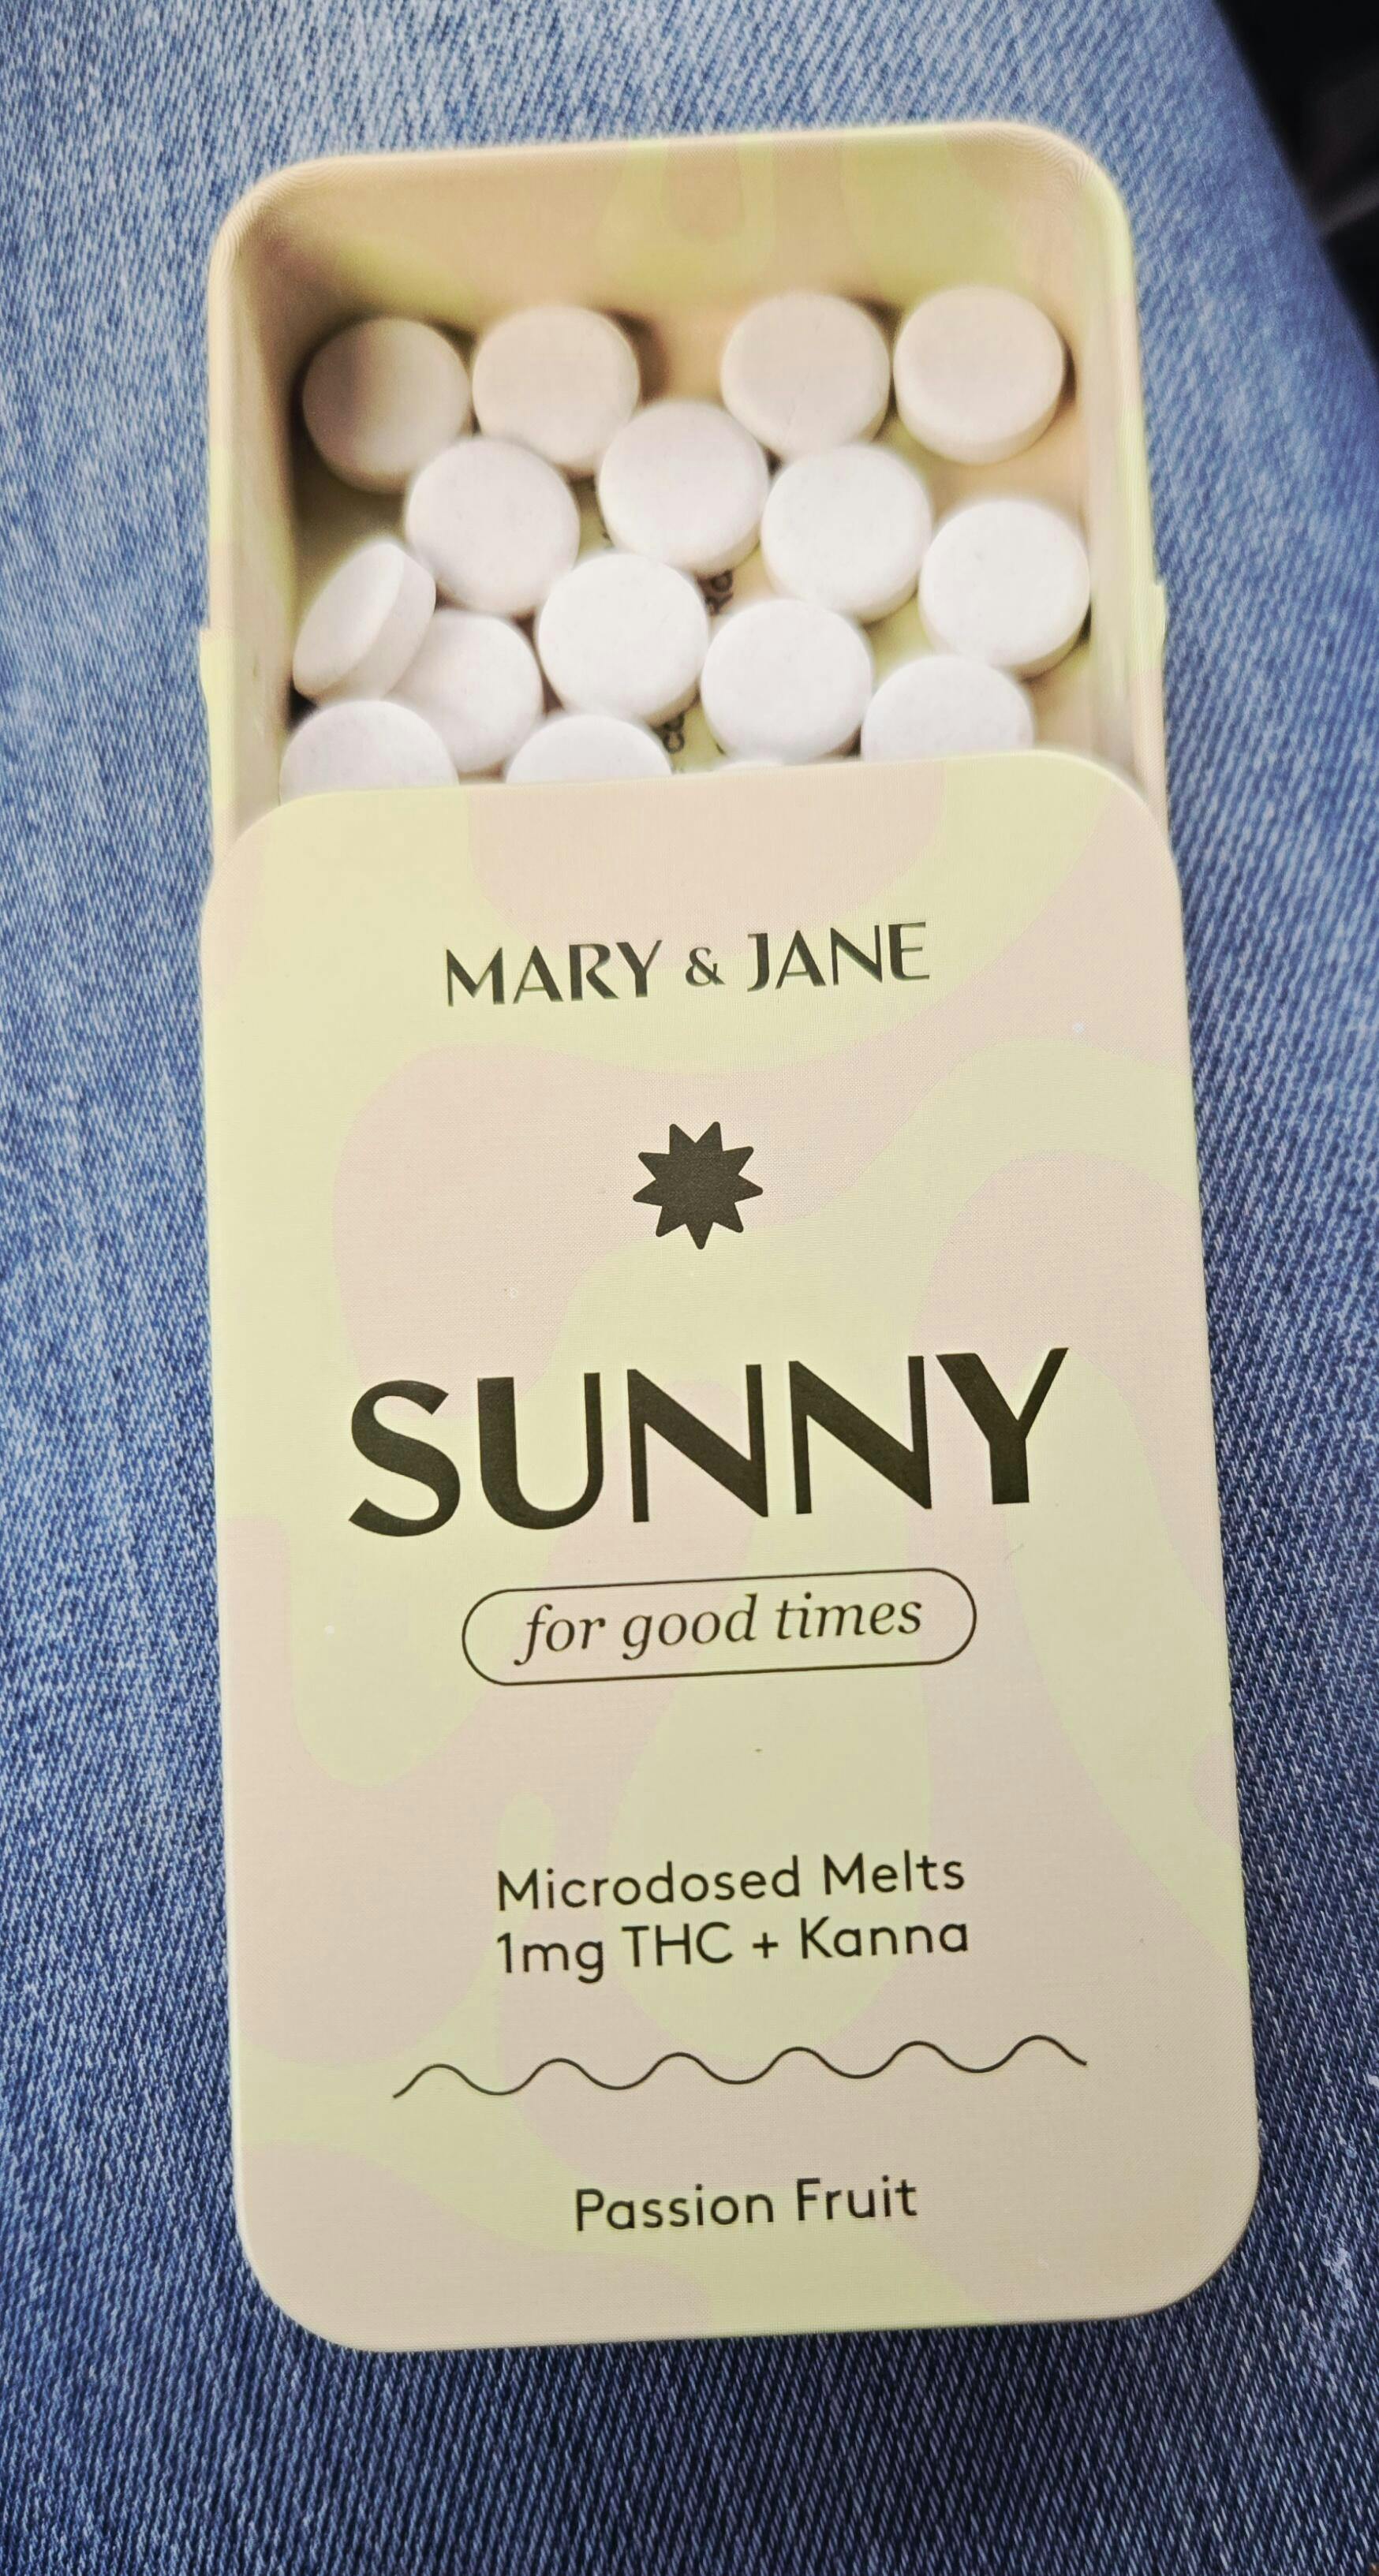 MARY & JANE
SUNNY
for good times
Microdosed Melts
1mg THC + Kanna
Passion Fruit